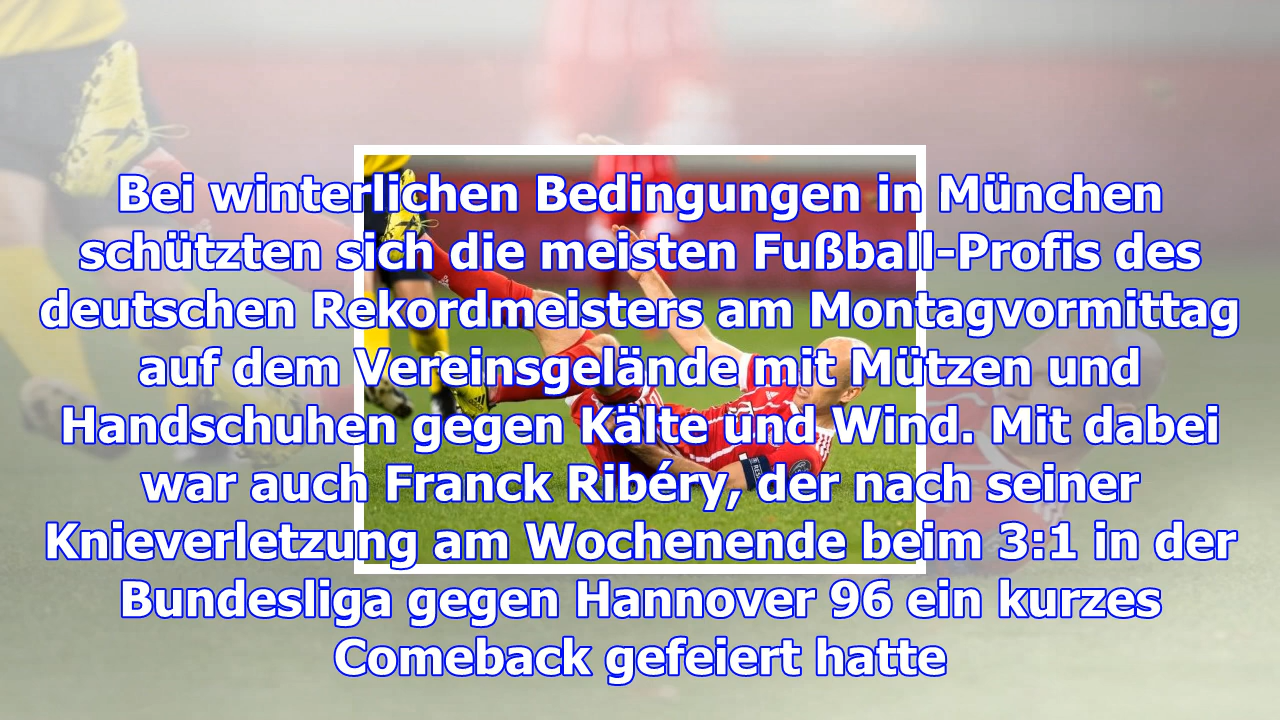 Bei winterlichen Bedingungen in München
schützten sich die meisten Fußball-Profis des
deutschen Rekordmeisters am Montagvormittag
auf dem Vereinsgelände mit Mützen und
Handschuhen gegen Kälte und Wind. Mit dabei
war auch Franck Ribéry, der nach seiner
Knieverletzung am Wochenende beim 3:1 in der
Bundesliga gegen Hannover 96 ein kurzes
Comeback gefeiert hatte